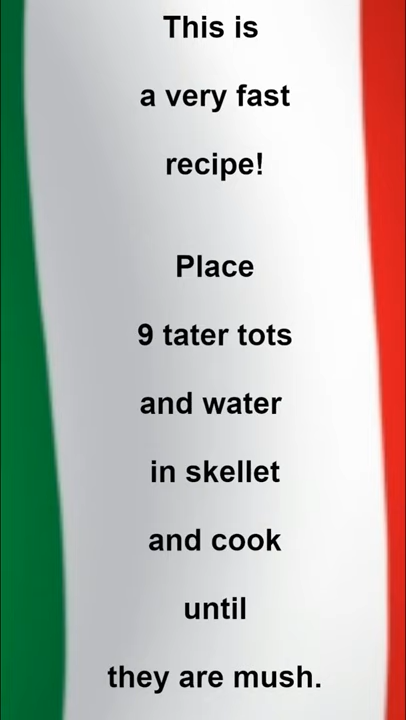 This is
a very fast
recipe!
Place
9 tater tots
and water
in skellet
and cook
until
they are mush.